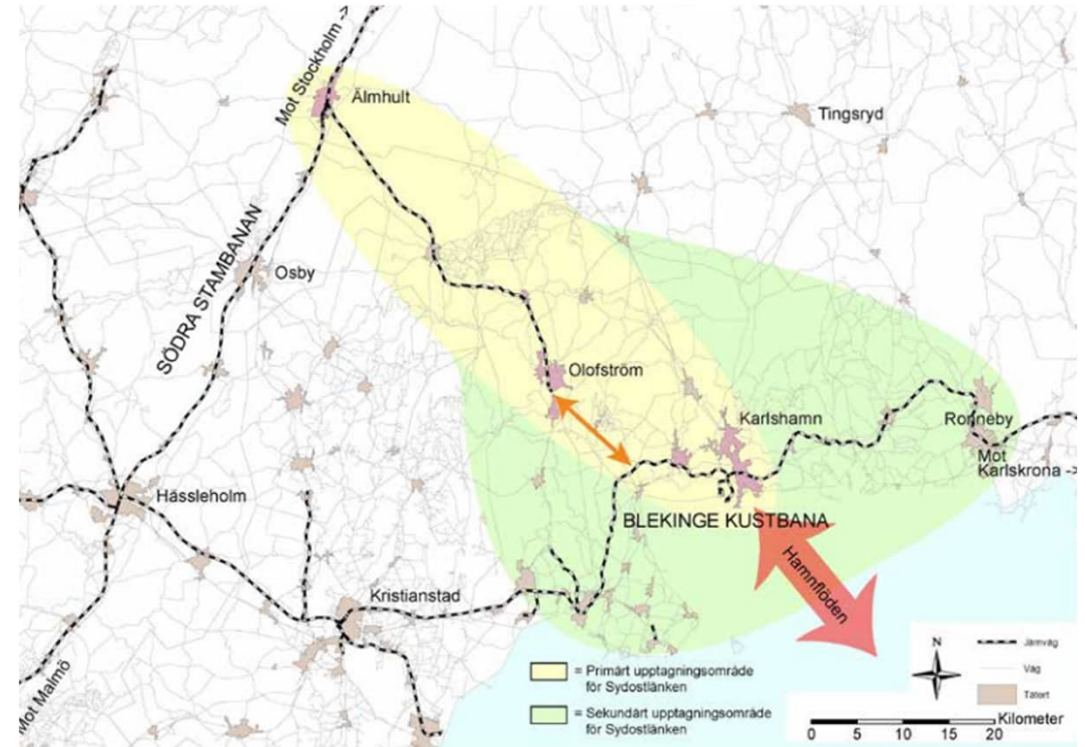 Mot Stockholm ->
Älmhult
Tingsryd
SÖDRA STAMBANAN
Osby
Olofström
Karlshamn
Ronneby
Mot
Karlskrona ->
Hässleholm
BLEKINGE KUSTBANA
Hamnflöden
Kristianstad
Mot Malmö
= Primärt upptagningsområde
för Sydostlänken
= Sekundärt upptagningsområde
för Sydostlänken
N
Järnväg
Väg
Tätort
Kilometer
0 5 10 15 20